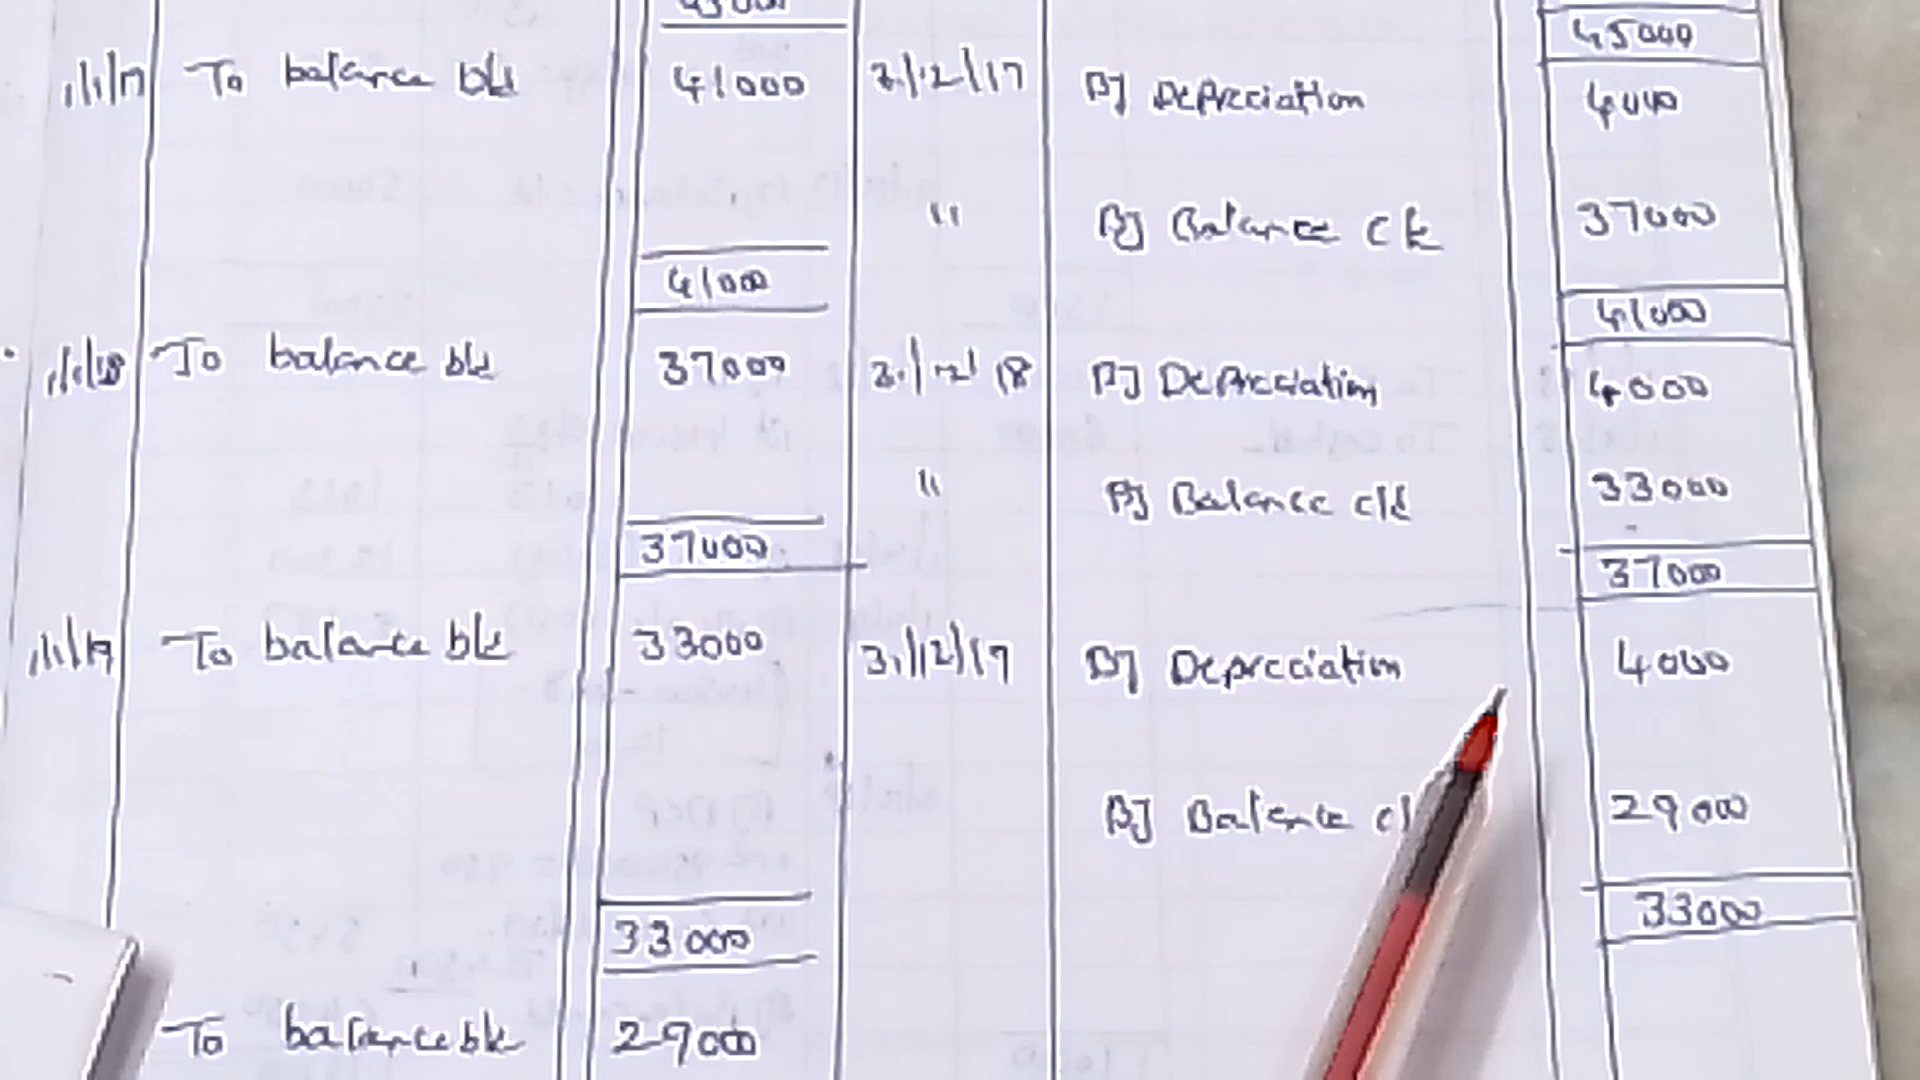 45000
45000
1/1/17 To balance b/d 41000 31/12/17 By Depreciation 4000
" By Balance c/d 37000
41000 41000
1/1/18 To balance b/d 37000 31/12/18 By Depreciation 4000
" By Balance c/d 33000
37000 37000
1/1/19 To balance b/d 33000 31/12/19 By Depreciation 4000
By Balance c/
29000
33000 33000
To balance b/d 29000